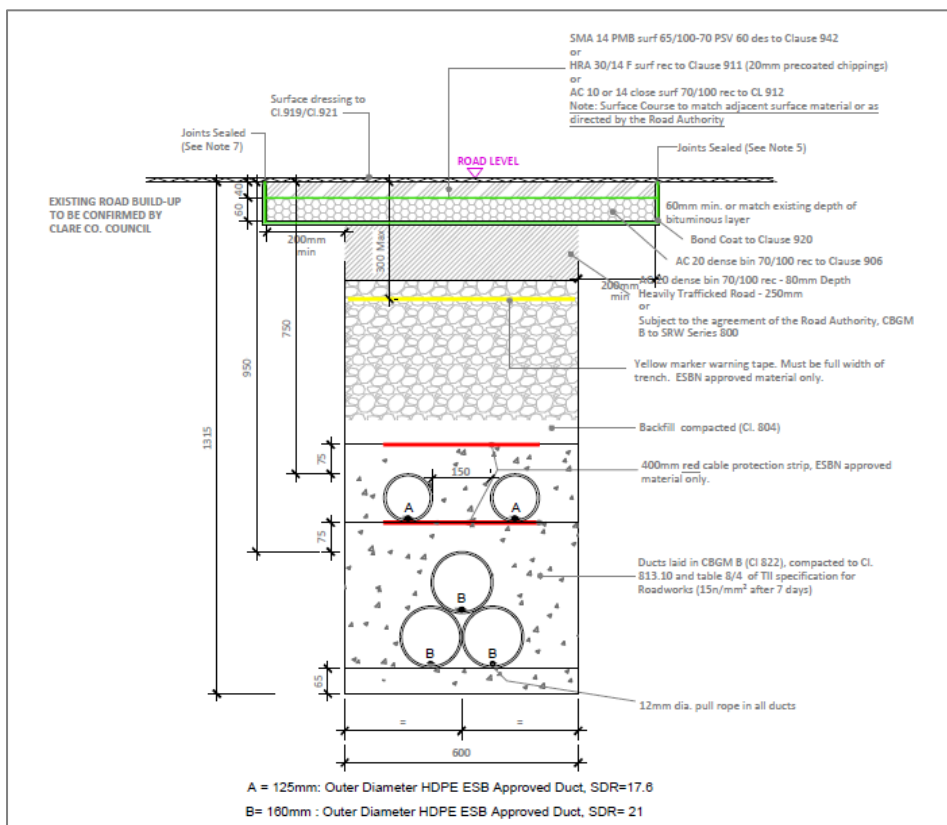 SMA 14 PMB surf 65/100-70 PSV 60 des to Clause 942
or
HRA 30/14 F surf rec to Clause 911 (20mm precoated chippings)
or
AC 10 or 14 close surf 70/100 rec to CL 912
Note: Surface Course to match adjacent surface material or as
directed by the Road Authority
Surface dressing to
Cl.919/Cl.921
Joints Sealed
(See Note 7)
ROAD LEVEL
Joints Sealed (See Note 5)
EXISTING ROAD BUILD-UP
TO BE CONFIRMED BY
CLARE CO. COUNCIL
40
60
60mm min. or match existing depth of
bituminous layer
Bond Coat to Clause 920
AC 20 dense bin 70/100 rec to Clause 906
200mm
min
300 Max
200mm
min
AC 20 dense bin 70/100 rec - 80mm Depth
Heavily Trafficked Road - 250mm
or
Subject to the agreement of the Road Authority, CBGM
B to SRW Series 800
Yellow marker warning tape. Must be full width of
trench. ESBN approved material only.
Backfill compacted (Cl. 804)
400mm red cable protection strip, ESBN approved
material only.
750
950
1315
75
150
A
A
75
Ducts laid in CBGM B (Cl 822), compacted to Cl.
813.10 and table 8/4 of TII specification for
Roadworks (15n/mm² after 7 days)
B
B
B
65
12mm dia. pull rope in all ducts
=
=
600
A = 125mm: Outer Diameter HDPE ESB Approved Duct, SDR=17.6
B= 160mm : Outer Diameter HDPE ESB Approved Duct, SDR= 21